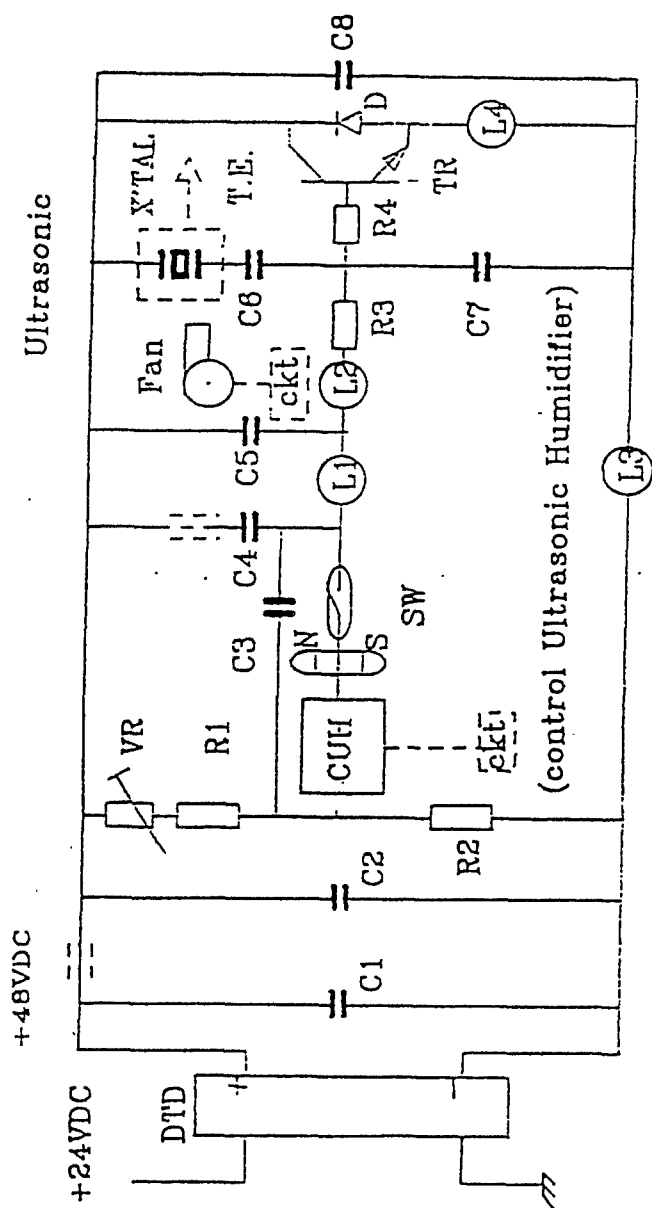 Ultrasonic
+48VDC
+24VDC
DTD
C1
C2
VR
R1
R2
CUH
ckt
C3
N
S
SW
C4
L1
C5
Fan
ckt
L2
R3
X'TAL
T.E.
C6
C7
R4
TR
D
L4
C8
L3
(control Ultrasonic Humidifier)